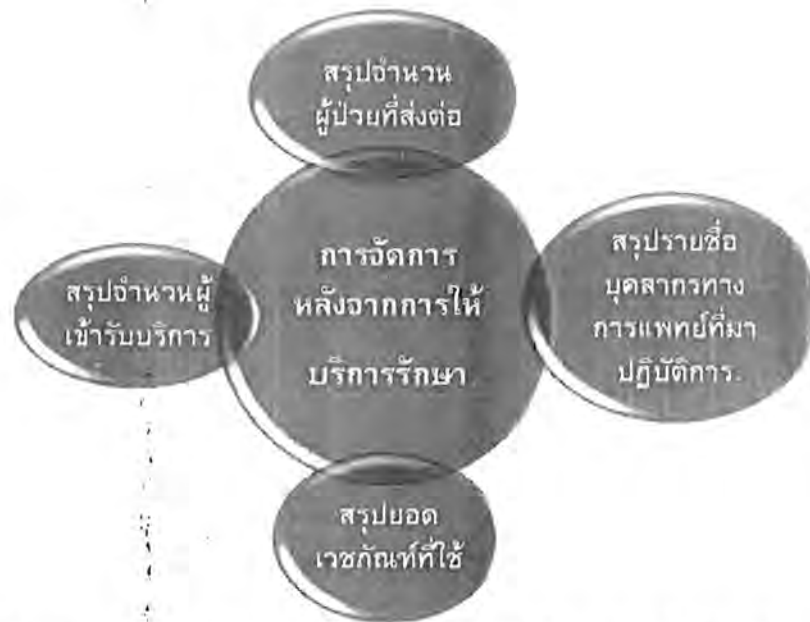 สรุปจำนวน
ผู้ป่วยที่ส่งต่อ
การจัดการ
หลังจากการให้
บริการรักษา
สรุปรายชื่อ
บุคลากรทาง
การแพทย์ที่มา
ปฏิบัติการ.
สรุปจำนวนผู้
เข้ารับบริการ
สรุปยอด
เวชภัณฑ์ที่ใช้